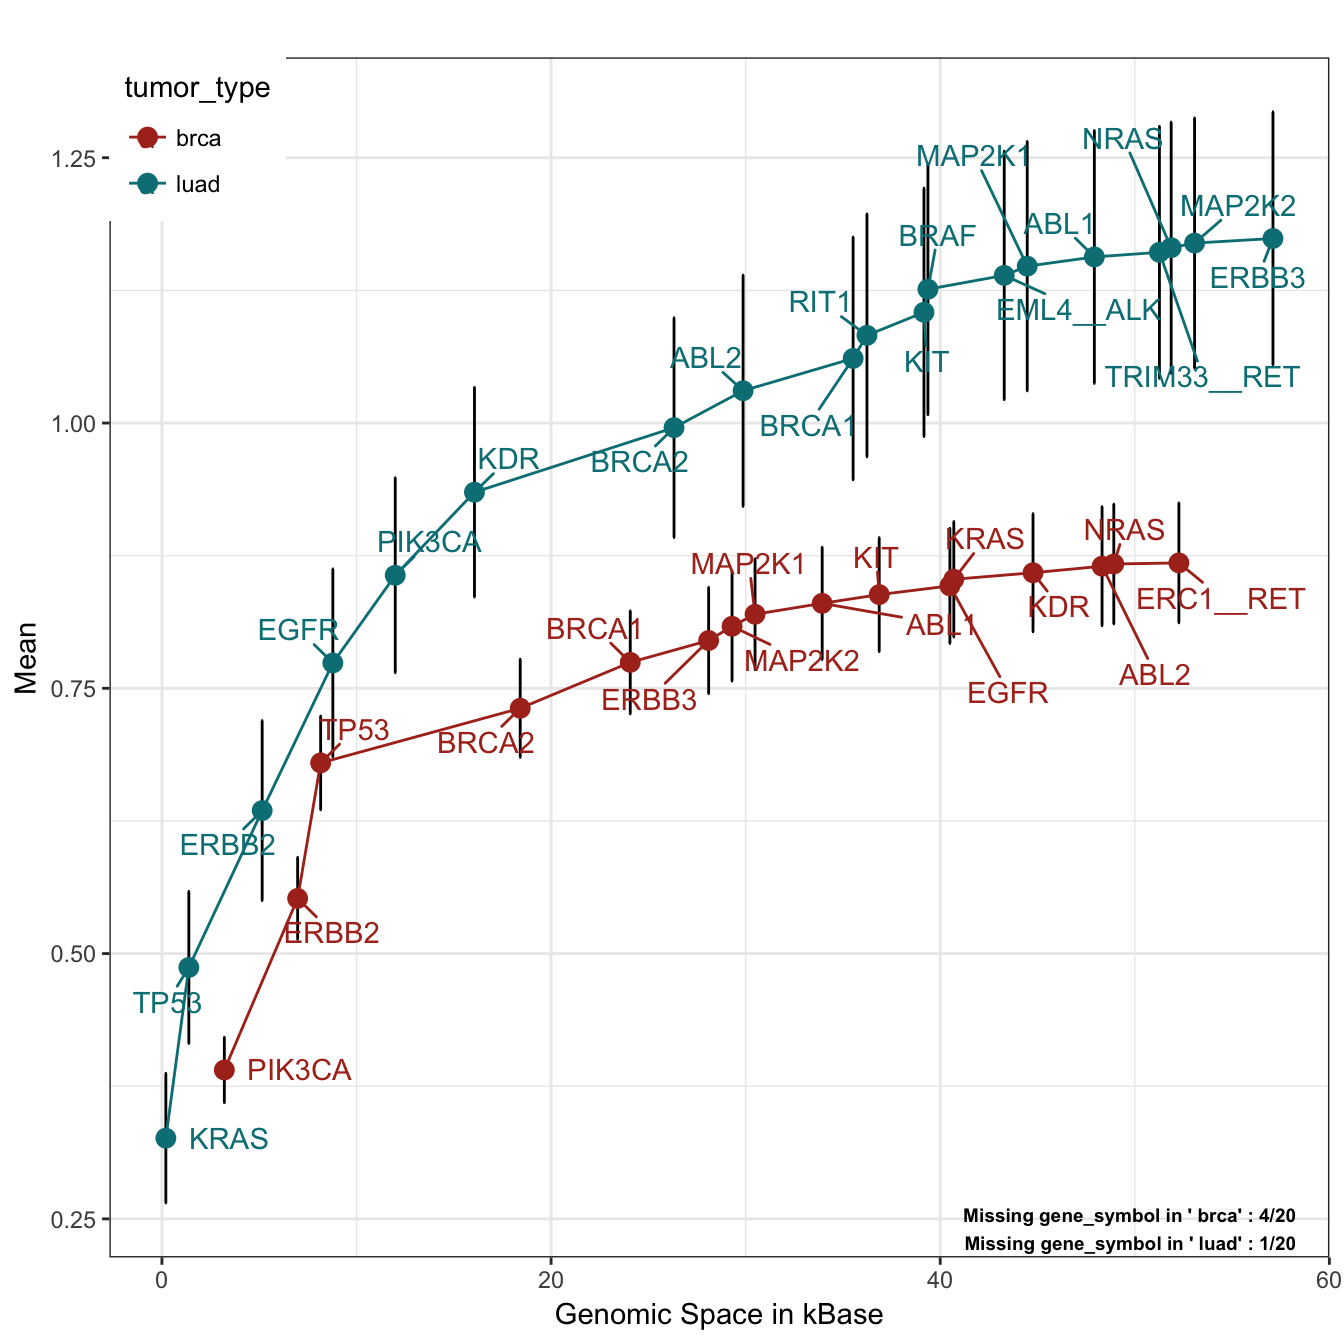 tumor_type
brca
luad
1.25
1.00
0.75
0.50
0.25
Mean
NRAS
MAP2K1
MAP2K2
ABL1
BRAF
ERBB3
RIT1
EML4__ALK
ABL2
KIT
TRIM33__RET
BRCA1
KDR
BRCA2
PIK3CA
EGFR
ERBB2
TP53
KRAS
NRAS
KRAS
KIT
MAP2K1
ERC1__RET
KDR
ABL1
BRCA1
MAP2K2
ABL2
EGFR
ERBB3
TP53
BRCA2
ERBB2
PIK3CA
Missing gene_symbol in ' brca' : 4/20
Missing gene_symbol in ' luad' : 1/20
0
20
40
60
Genomic Space in kBase